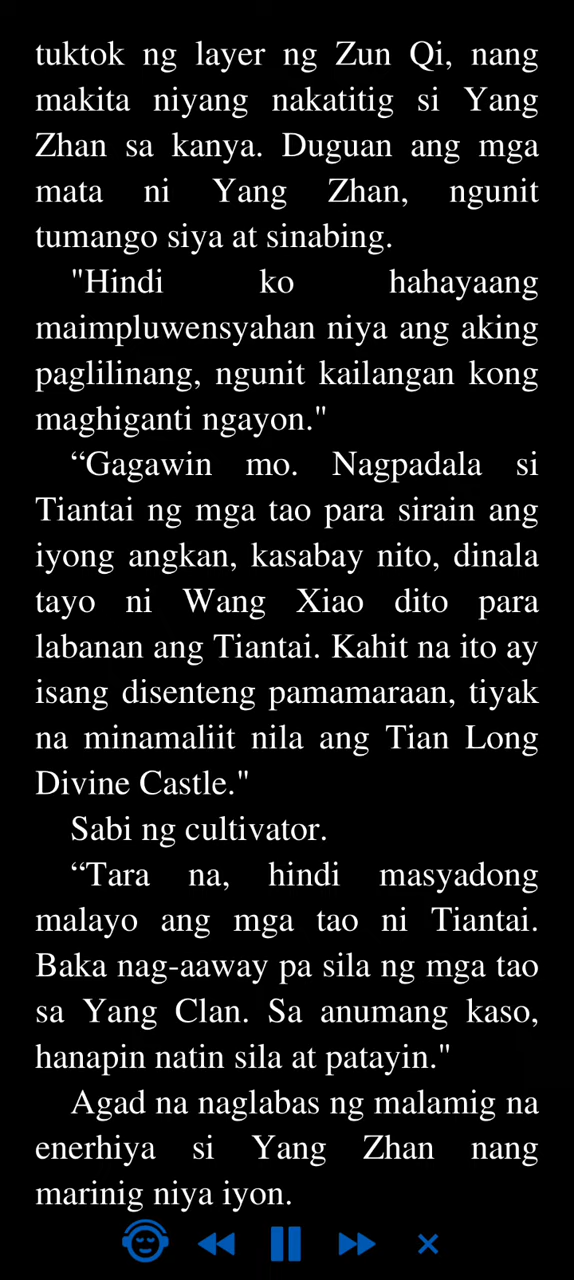 tuktok ng layer ng Zun Qi, nang
makita niyang nakatitig si Yang
Zhan sa kanya. Duguan ang mga
mata ni Yang Zhan, ngunit
tumango siya at sinabing.
"Hindi ko hahayaang
maimpluwensyahan niya ang aking
paglilinang, ngunit kailangan kong
maghiganti ngayon."
“Gagawin mo. Nagpadala si
Tiantai ng mga tao para sirain ang
iyong angkan, kasabay nito, dinala
tayo ni Wang Xiao dito para
labanan ang Tiantai. Kahit na ito ay
isang disenteng pamamaraan, tiyak
na minamaliit nila ang Tian Long
Divine Castle."
Sabi ng cultivator.
“Tara na, hindi masyadong
malayo ang mga tao ni Tiantai.
Baka nag-aaway pa sila ng mga tao
sa Yang Clan. Sa anumang kaso,
hanapin natin sila at patayin."
Agad na naglabas ng malamig na
enerhiya si Yang Zhan nang
marinig niya iyon.